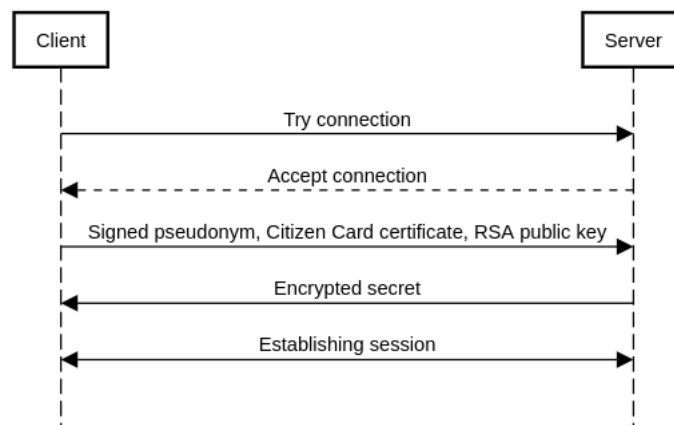 Client
Server
Try connection
Accept connection
Signed pseudonym, Citizen Card certificate, RSA public key
Encrypted secret
Establishing session